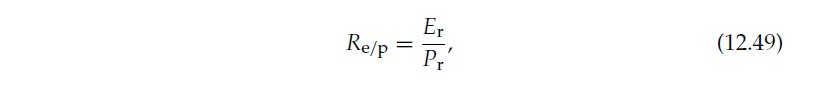 R_{e/p} = \frac{E_r}{P_r}, (12.49)